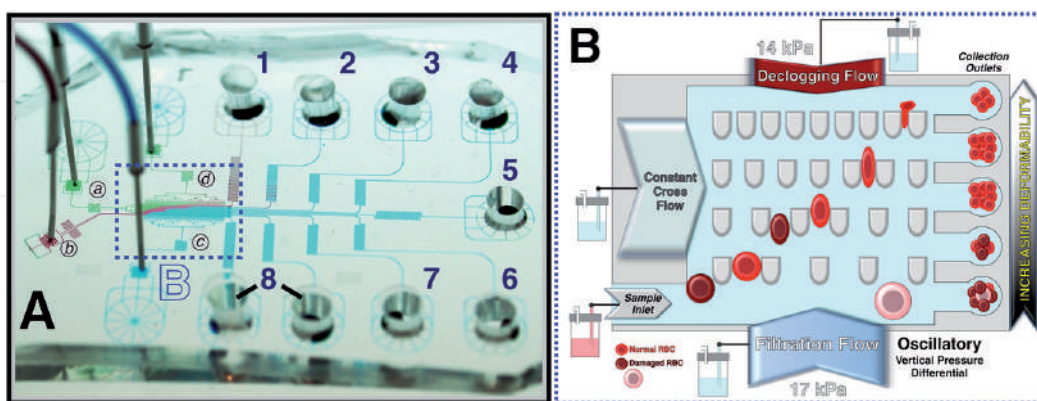 1
2
3
4
5
6
7
8
a
b
c
d
B
A
B
14 kPa
Declogging Flow
Collection
Outlets
Constant
Cross
Flow
INCREASING DEFORMABILITY
Sample
Inlet
Normal RBC
Damaged RBC
Filtration Flow
17 kPa
Oscillatory
Vertical Pressure
Differential